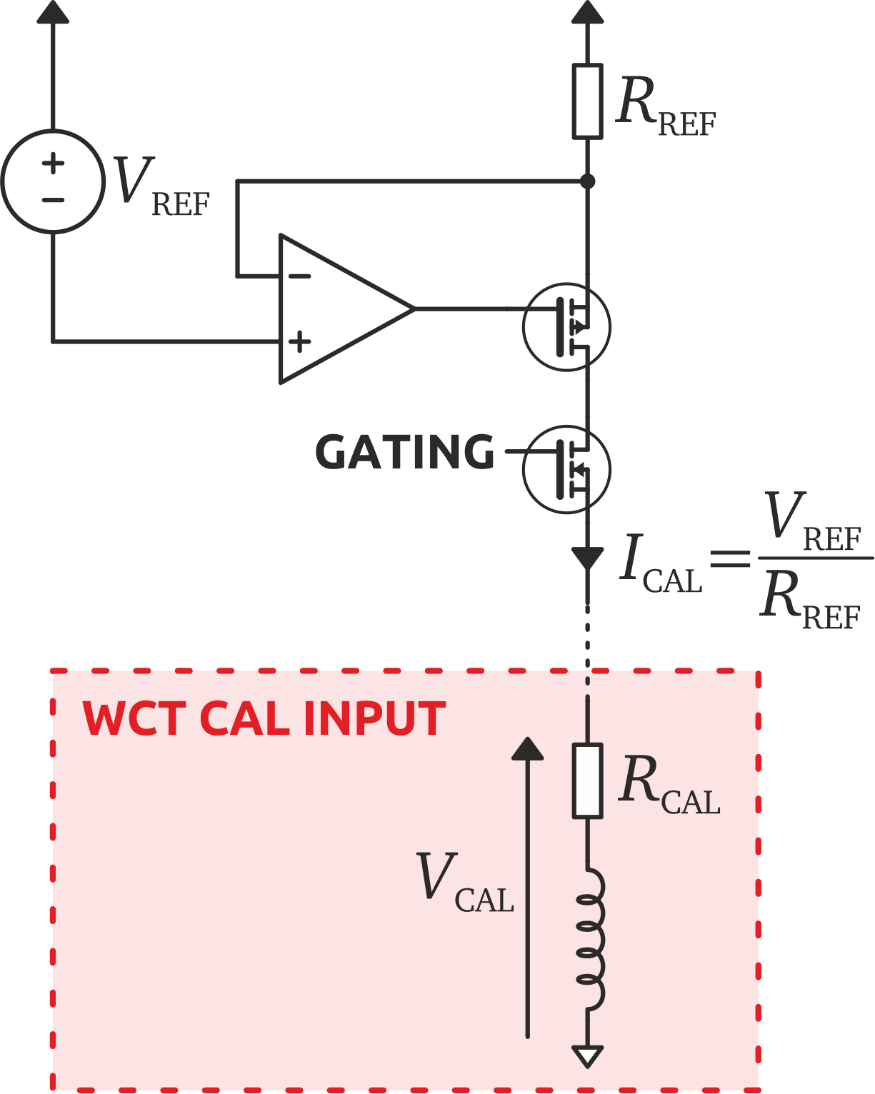 R_REF
+
−
V_REF
−
+
GATING
I_CAL = V_REF / R_REF
WCT CAL INPUT
R_CAL
V_CAL